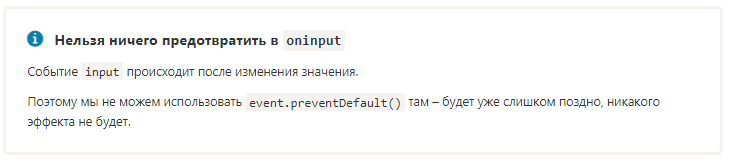 Нельзя ничего предотвратить в oninput
Событие input происходит после изменения значения.
Поэтому мы не можем использовать event.preventDefault() там – будет уже слишком поздно, никакого
эффекта не будет.